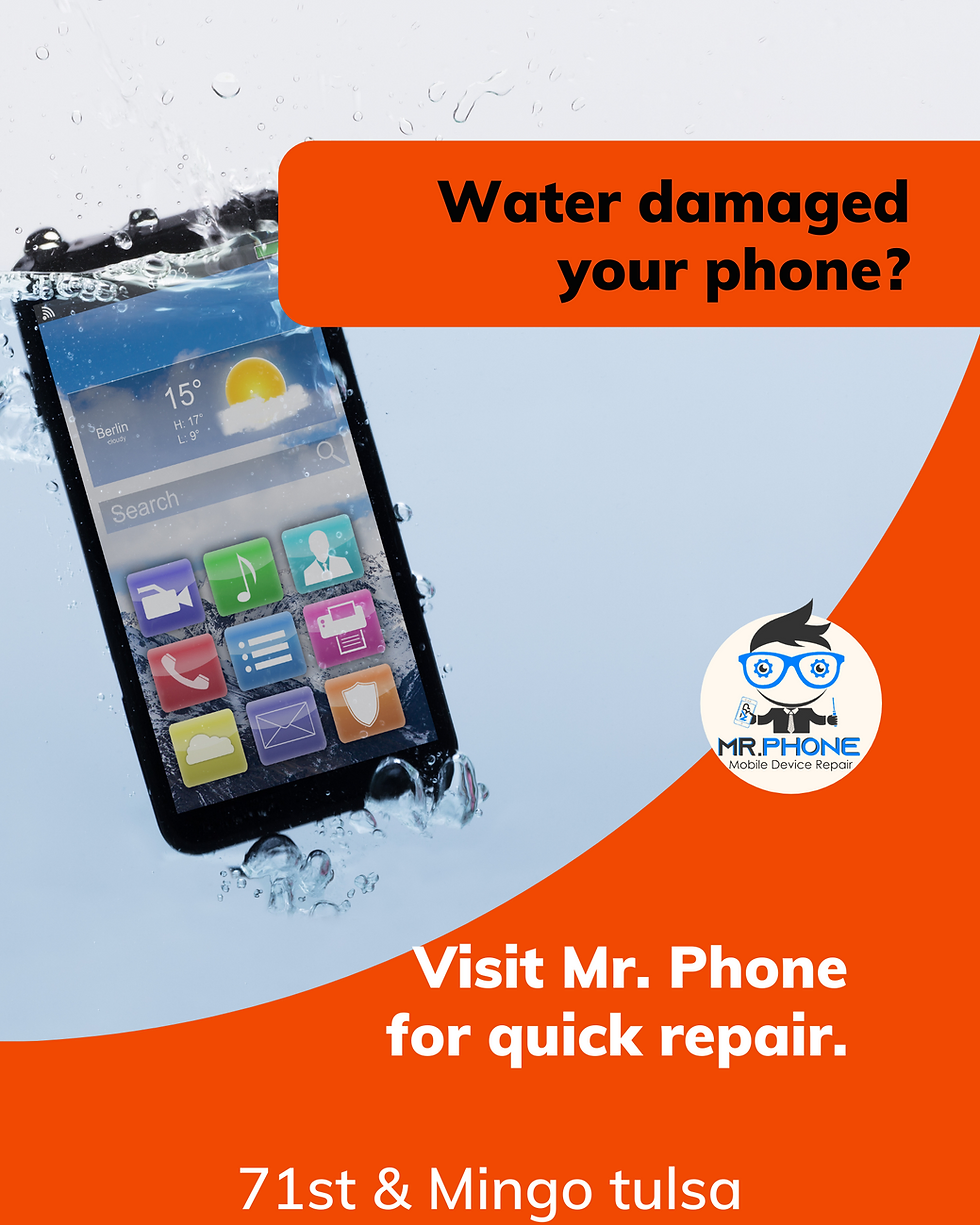 Water damaged
your phone?
15°
H: 17°
L: 9°
Berlin
cloudy
Search
MR.PHONE
Mobile Device Repair
Visit Mr. Phone
for quick repair.
71st & Mingo tulsa